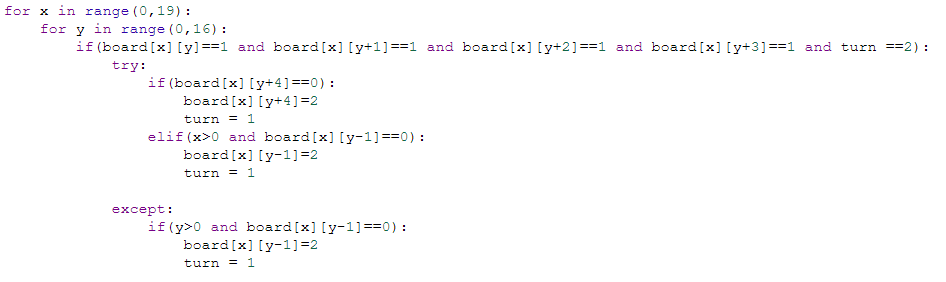 for x in range(0,19):
    for y in range(0,16):
        if(board[x][y]==1 and board[x][y+1]==1 and board[x][y+2]==1 and board[x][y+3]==1 and turn ==2):
            try:
                if(board[x][y+4]==0):
                    board[x][y+4]=2
                    turn = 1
                elif(x>0 and board[x][y-1]==0):
                    board[x][y-1]=2
                    turn = 1
            except:
                if(y>0 and board[x][y-1]==0):
                    board[x][y-1]=2
                    turn = 1